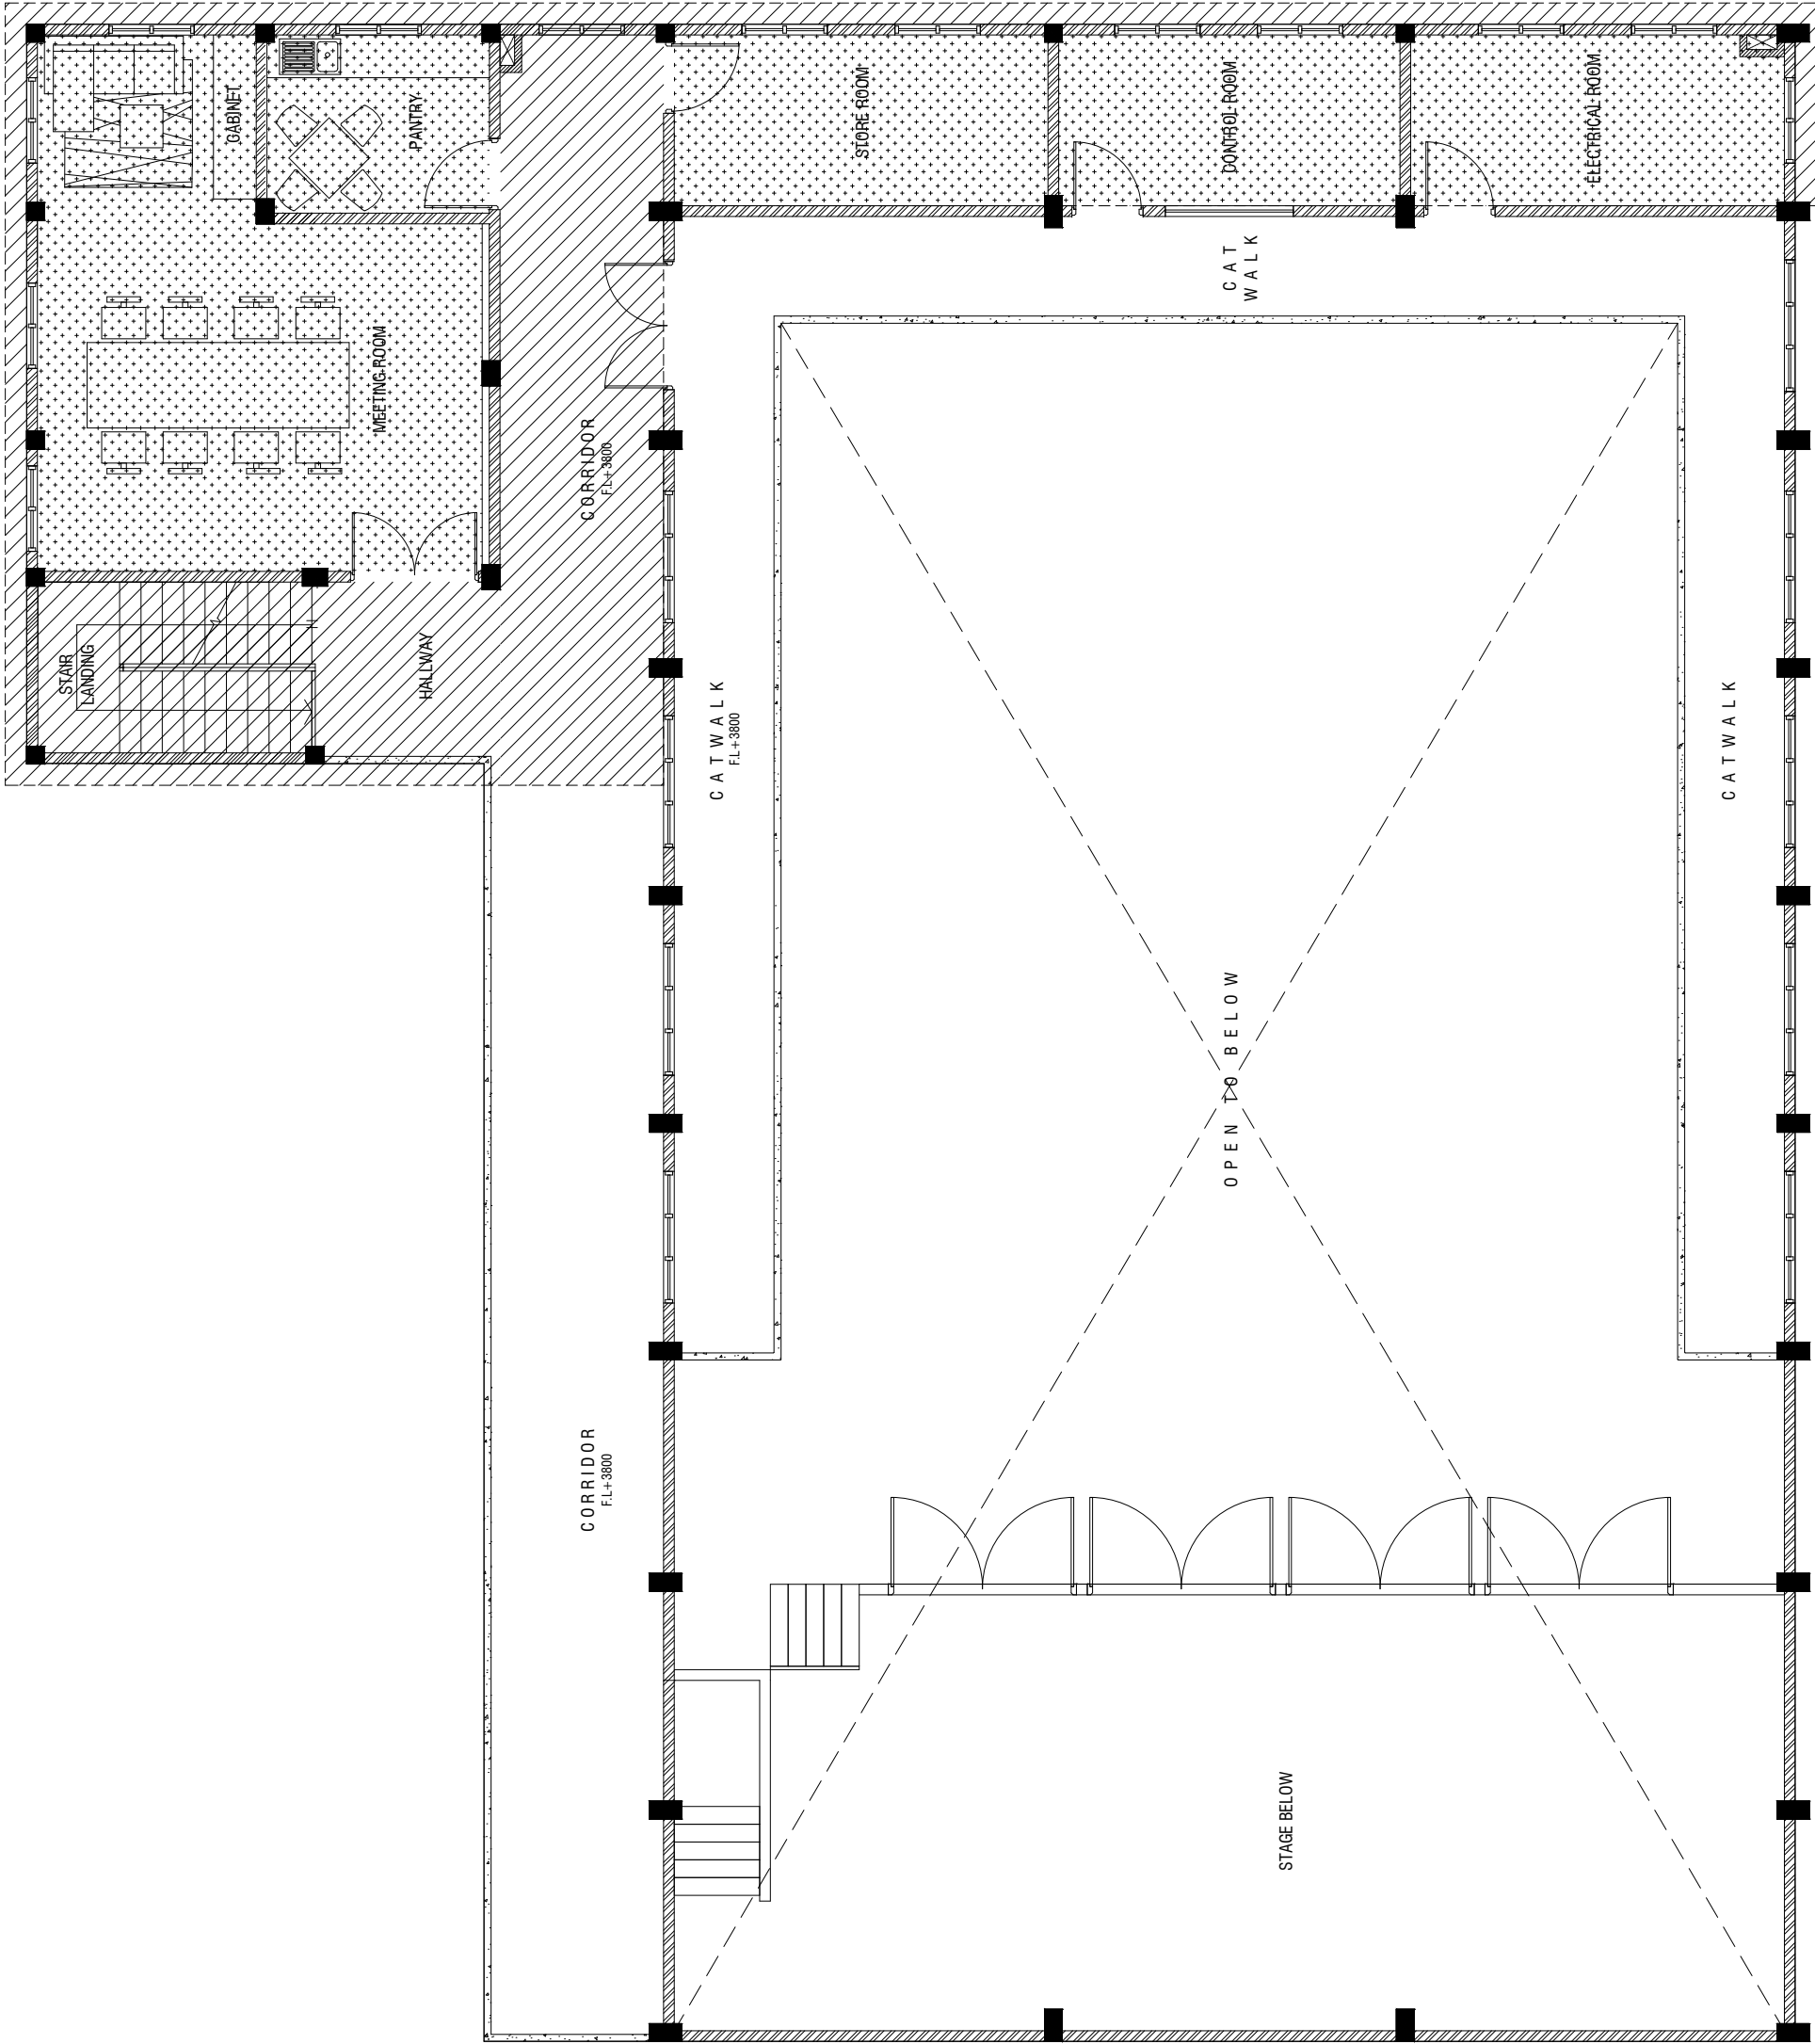 CABINET
PANTRY
STORE ROOM
CONTROL ROOM
ELECTRICAL ROOM
CAT
WALK
MEETING ROOM
CORRIDOR
F.L+3800
STAIR
LANDING
HALLWAY
CATWALK
F.L+3800
CATWALK
OPEN TO BELOW
CORRIDOR
F.L+3800
STAGE BELOW